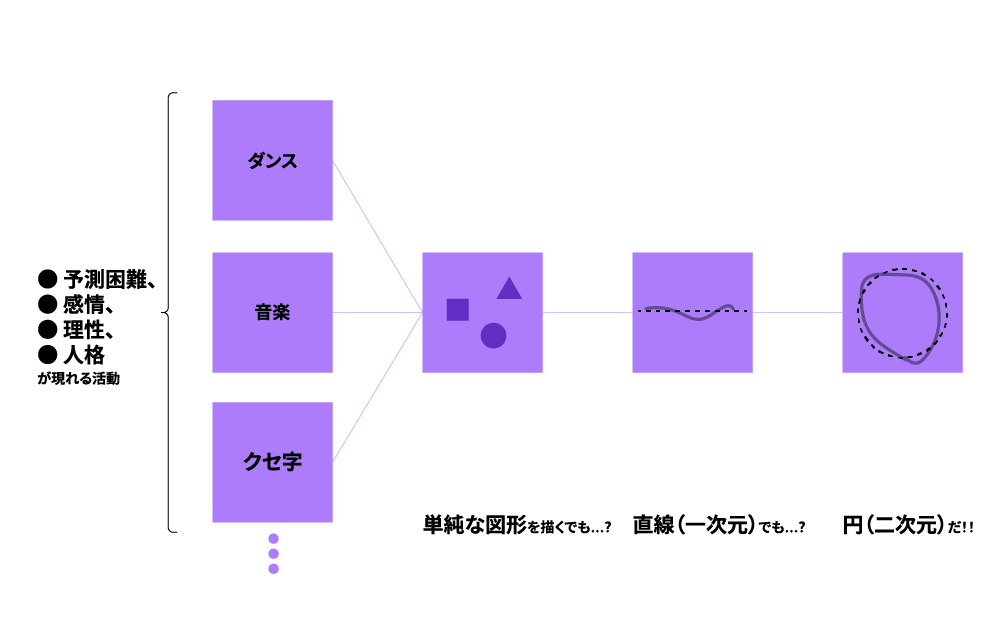 ● 予測困難、
● 感情、
● 理性、
● 人格
が現れる活動
ダンス
音楽
クセ字
単純な図形を描くでも...?
直線(一次元)でも...?
円(二次元)だ!!